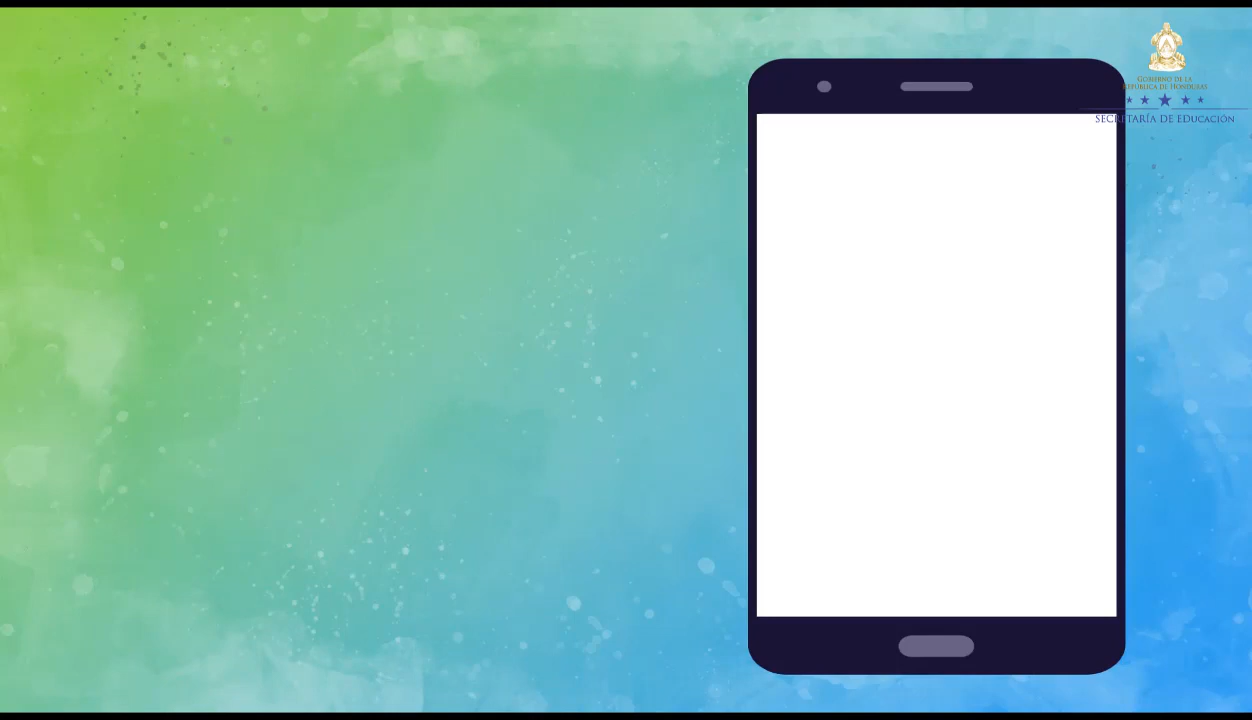 GOBIERNO DE LA
REPÚBLICA DE HONDURAS
SECRETARÍA DE EDUCACIÓN